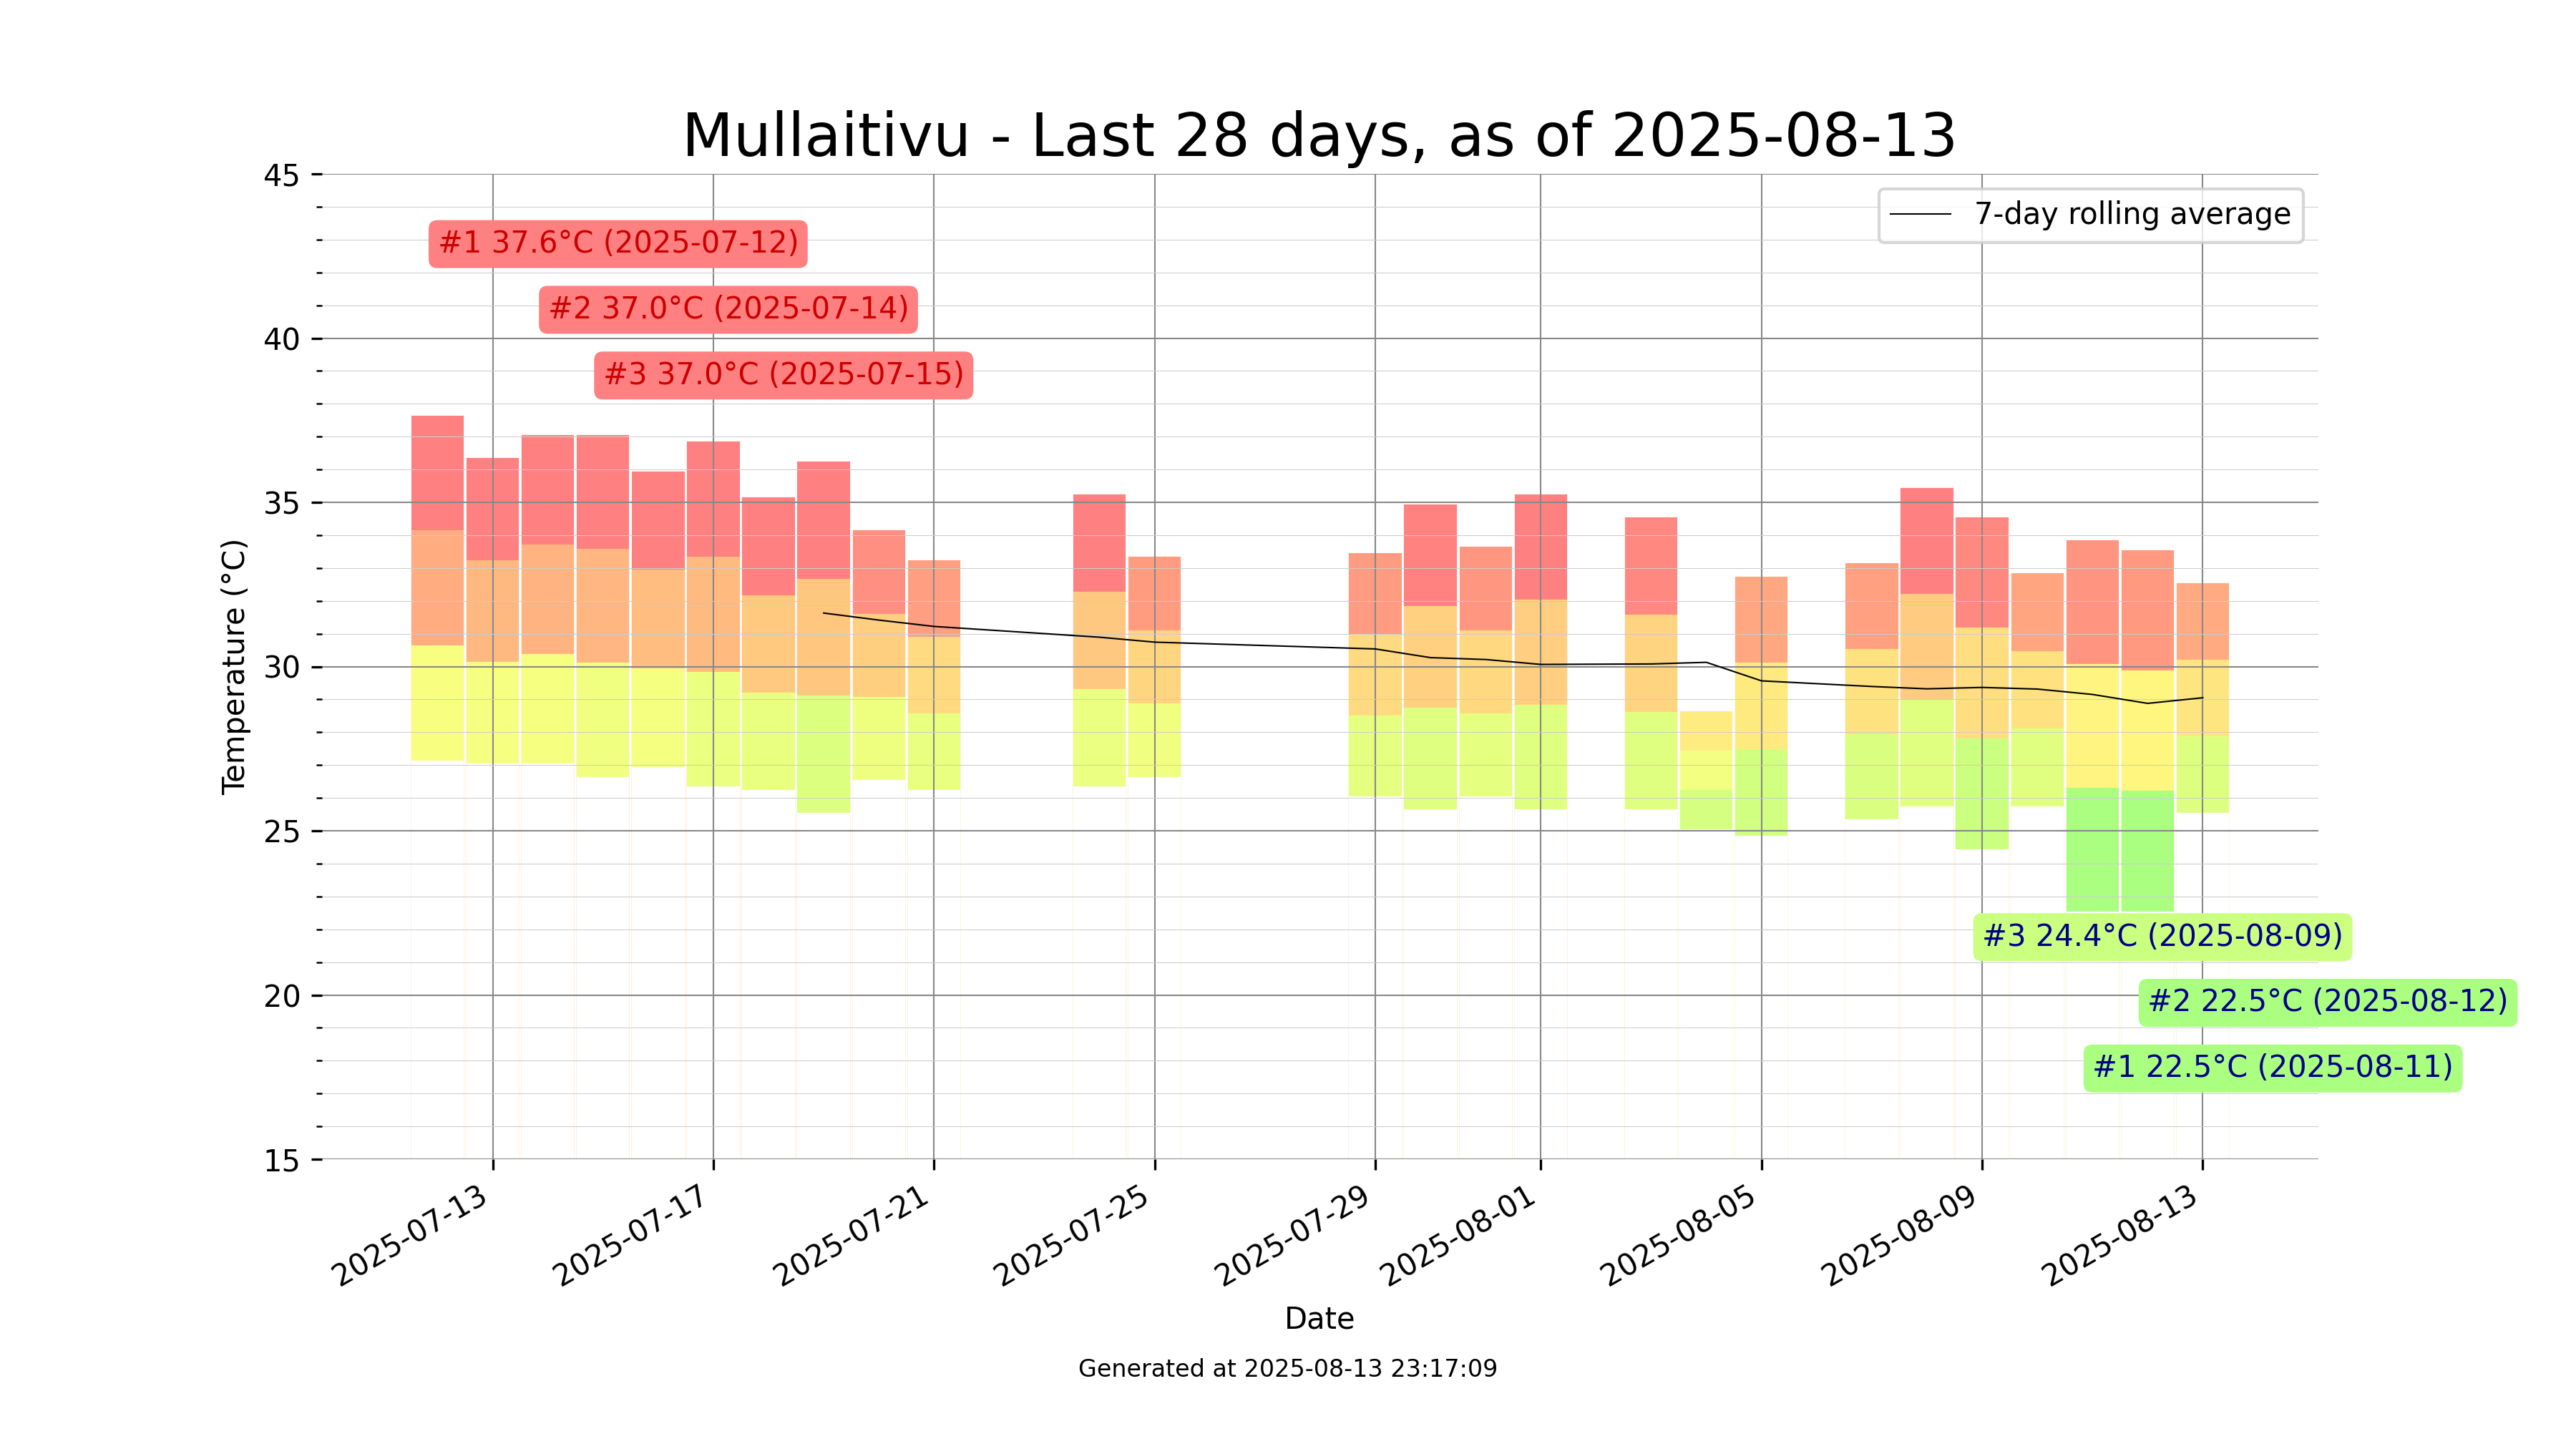 Mullaitivu - Last 28 days, as of 2025-08-13
7-day rolling average
#1 37.6°C (2025-07-12)
#2 37.0°C (2025-07-14)
#3 37.0°C (2025-07-15)
#3 24.4°C (2025-08-09)
#2 22.5°C (2025-08-12)
#1 22.5°C (2025-08-11)
Temperature (°C)
45
40
35
30
25
20
15
2025-07-13
2025-07-17
2025-07-21
2025-07-25
2025-07-29
2025-08-01
2025-08-05
2025-08-09
2025-08-13
Date
Generated at 2025-08-13 23:17:09